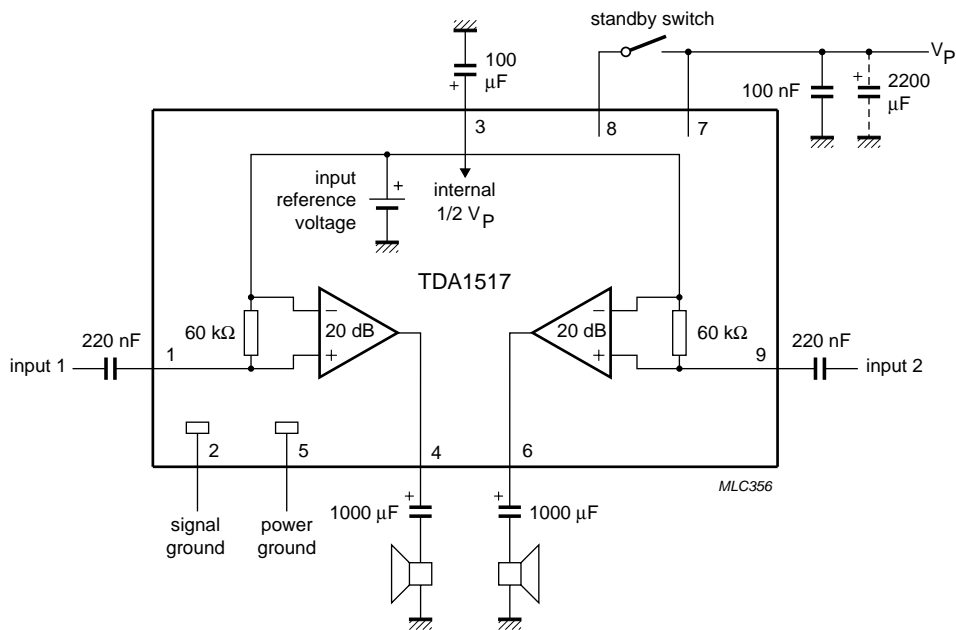 standby switch
100
μF
+
3
8
7
VP
100 nF
+
2200
μF
input
reference
voltage
+
internal
1/2 VP
TDA1517
60 kΩ
−
20 dB
+
−
20 dB
+
60 kΩ
220 nF
1
input 1
9
220 nF
input 2
2
5
4
6
MLC356
signal
ground
power
ground
+
1000 μF
+
1000 μF